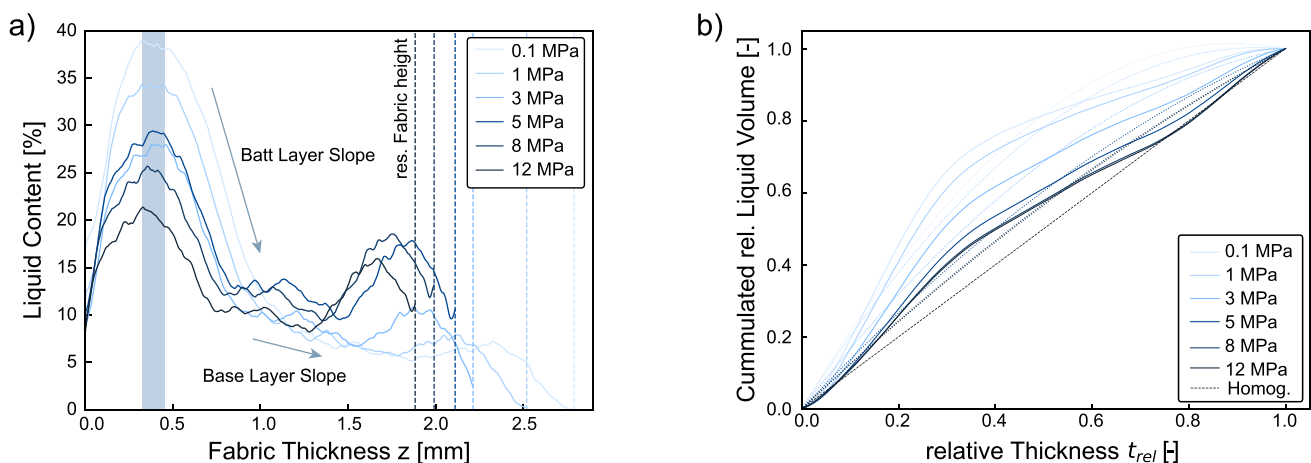 a)
40
35
30
25
20
15
10
5
0
Liquid Content [%]
0.0
0.5
1.0
1.5
2.0
2.5
Fabric Thickness z [mm]
Batt Layer Slope
Base Layer Slope
res. Fabric height
0.1 MPa
1 MPa
3 MPa
5 MPa
8 MPa
12 MPa
b)
1.0
0.8
0.6
0.4
0.2
0.0
Cummulated rel. Liquid Volume [-]
0.0
0.2
0.4
0.6
0.8
1.0
relative Thickness t_rel [-]
0.1 MPa
1 MPa
3 MPa
5 MPa
8 MPa
12 MPa
Homog.